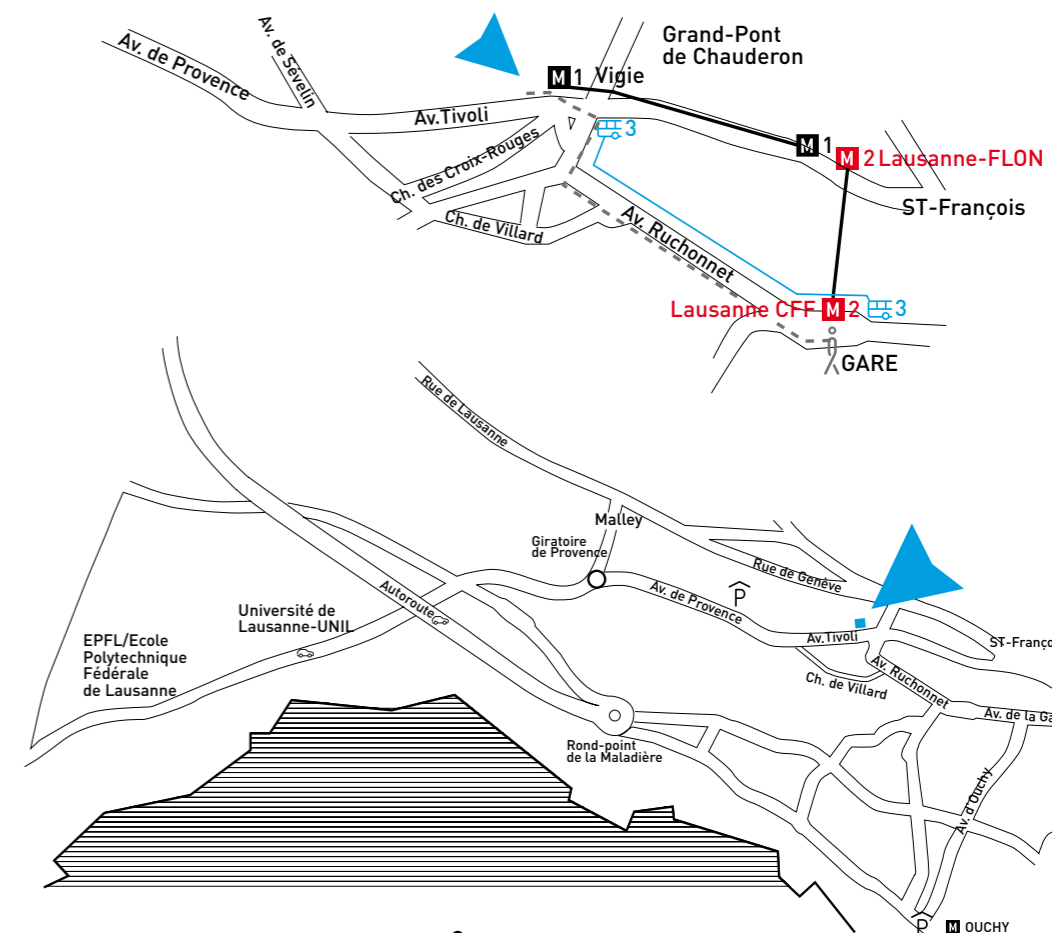 Grand-Pont
de Chauderon
Av. de Provence
Av. de Sévelin
M 1 Vigie
Av.Tivoli
3
M 1
M 2 Lausanne-FLON
Ch. des Croix-Rouges
ST-François
Ch. de Villard
Av. Ruchonnet
Lausanne CFF M 2
3
GARE
Rue de Lausanne
Malley
Giratoire
de Provence
Rue de Genève
Autoroute
Av. de Provence
P
Université de
Lausanne-UNIL
EPFL/Ecole
Polytechnique
Fédérale
de Lausanne
Av.Tivoli
ST-Franço
Av. Ruchonnet
Ch. de Villard
Av. de la Ga
Rond-point
de la Maladière
Av. d'Ouchy
P
M OUCHY